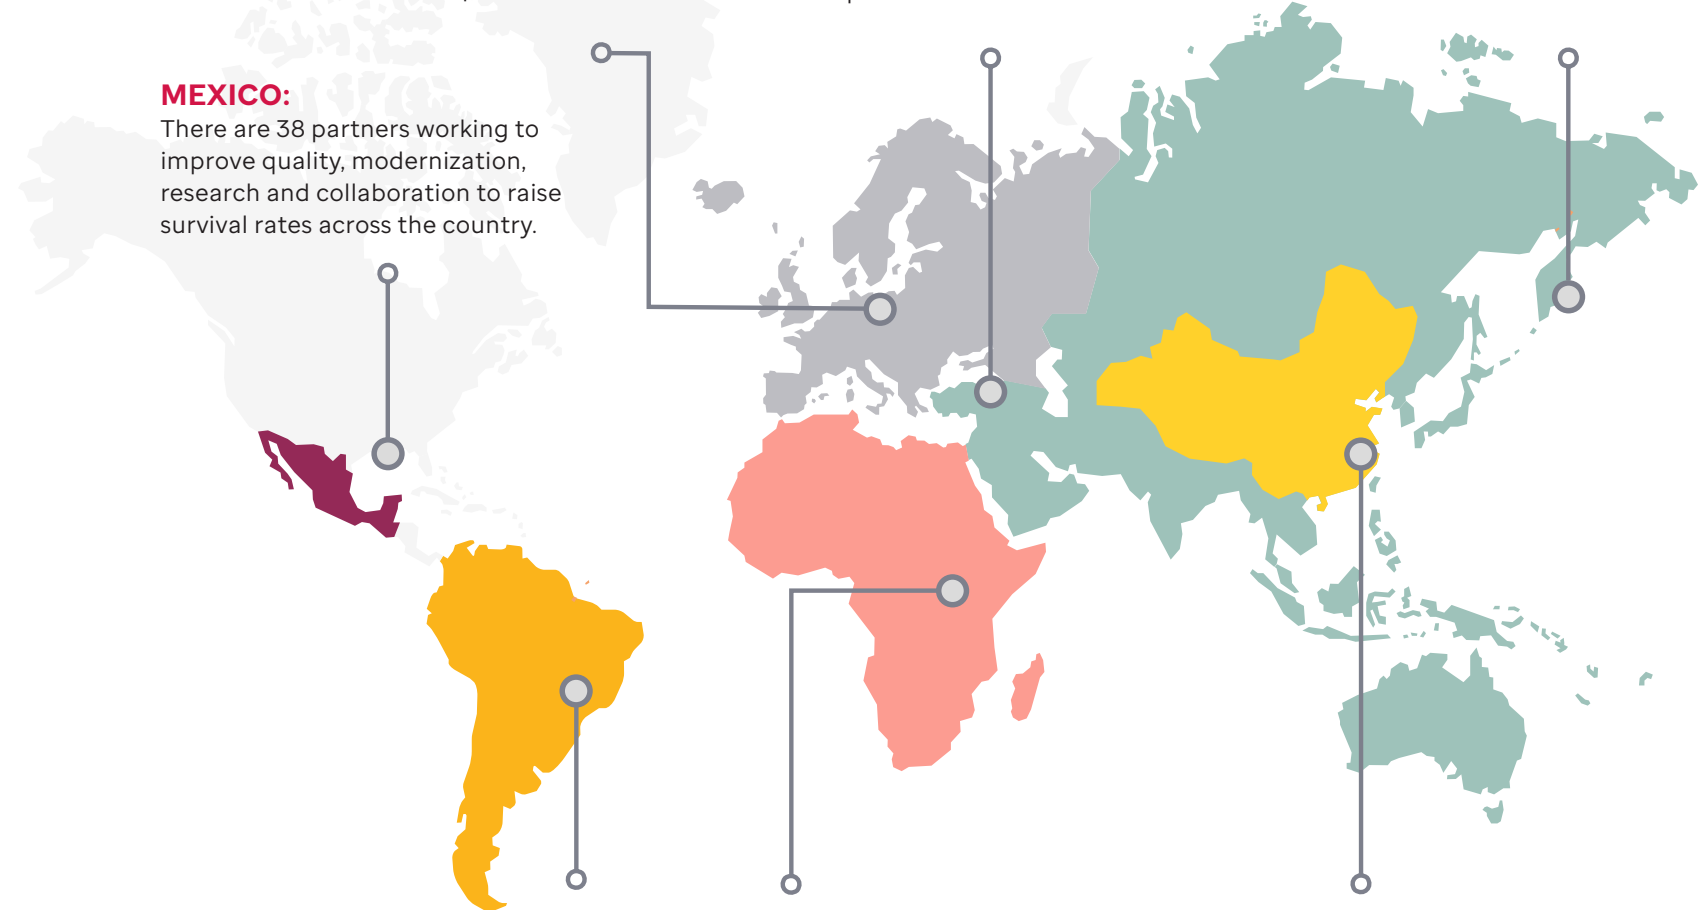 MEXICO:
There are 38 partners working to
improve quality, modernization,
research and collaboration to raise
survival rates across the country.